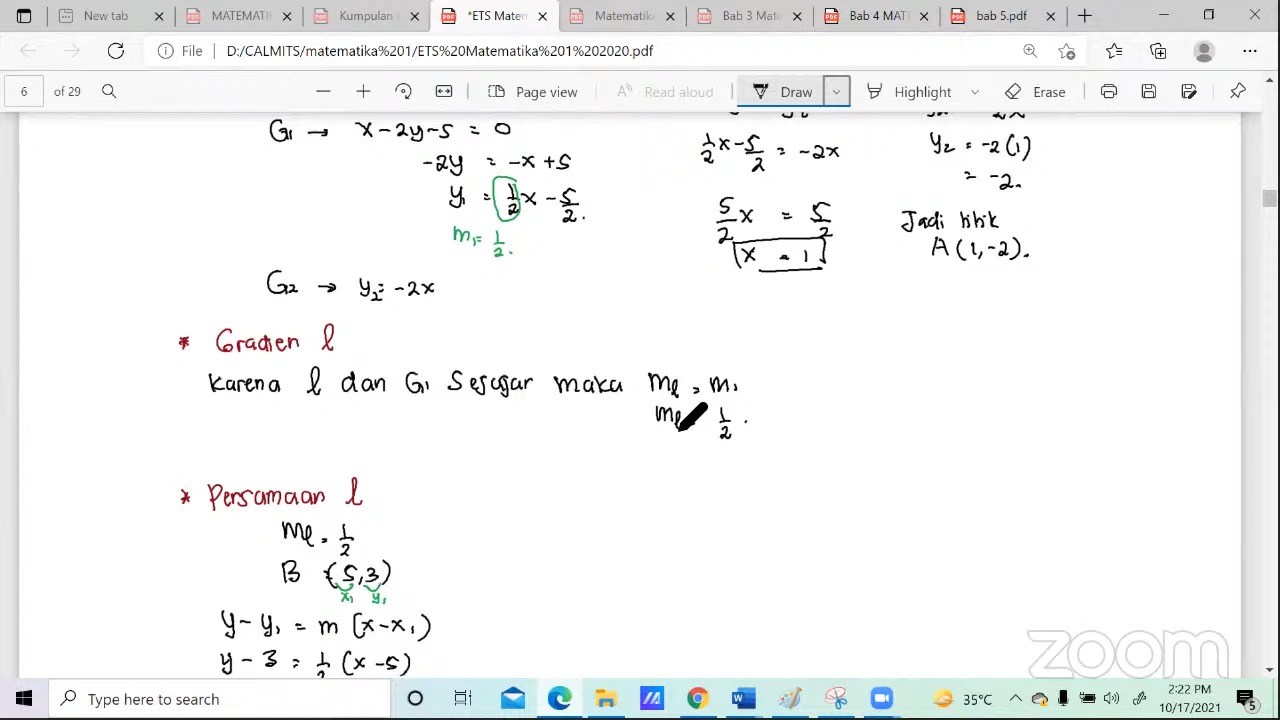 New tab
MATEMATI
Kumpulan
*ETS Matem
Matematika
Bab 3 Mate
Bab 4 MAT
bab 5.pdf
File D:/CALMITS/matematika%201/ETS%20Matematika%201%202020.pdf
6 of 29
Page view
Read aloud
Draw
Highlight
Erase
G1 → x-2y-5 = 0
-2y = -x+5
y1 = 1/2 x - 5/2.
m1 = 1/2.
G2 → y2 = -2x
1/2 x - 5/2 = -2x
5/2 x = 5/2
x = 1
y2 = -2(1)
= -2.
Jadi titik
A(1,-2).
* Gradien l
Karena l dan G1 Sejajar maka ml = m1
ml 1/2.
* Persamaan l
ml = 1/2
B (5,3)
x1 y1
y-y1 = m (x-x1)
y-3 = 1/2 (x-5)
zoom
Type here to search
35°C
2:22 PM
10/17/2021
5